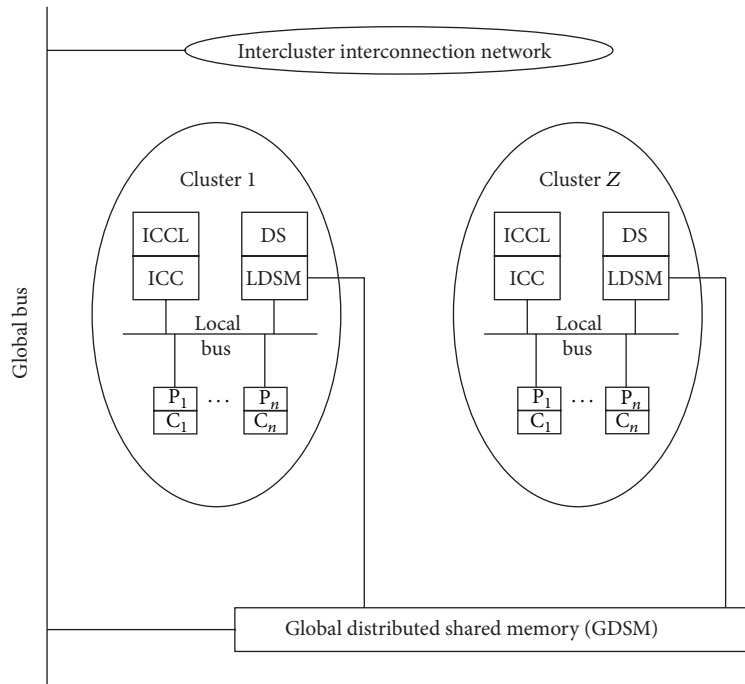 Intercluster interconnection network
Global bus
Cluster 1
ICCL
DS
ICC
LDSM
Local
bus
P₁ ... Pₙ
C₁ Cₙ
Cluster Z
ICCL
DS
ICC
LDSM
Local
bus
P₁ ... Pₙ
C₁ Cₙ
Global distributed shared memory (GDSM)